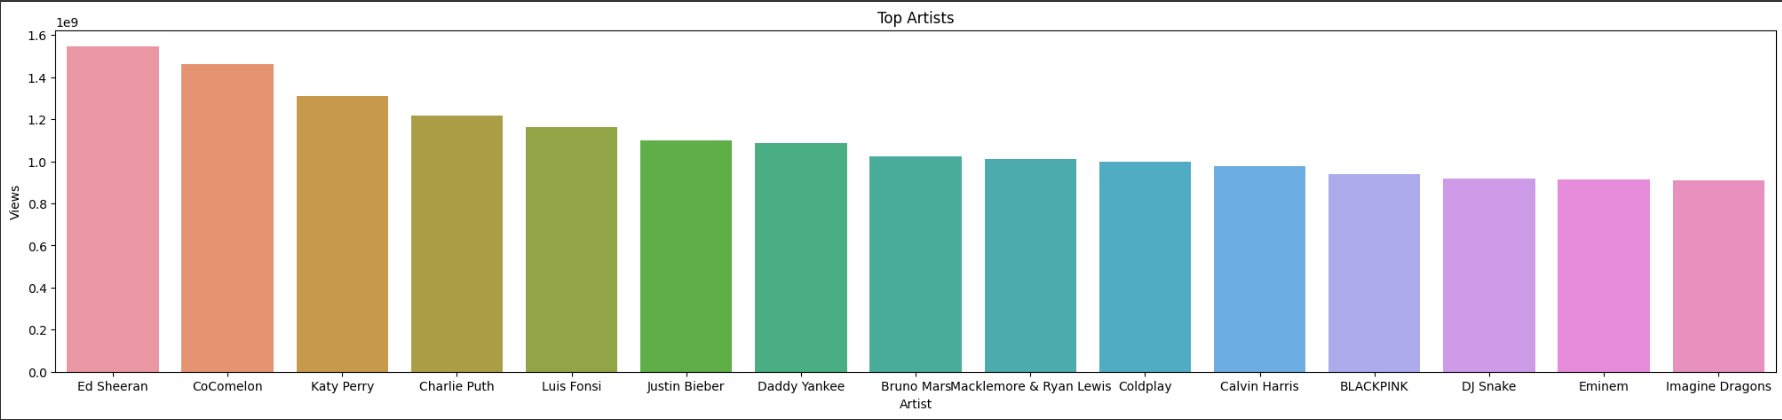 Top Artists
1e9
1.6
1.4
1.2
1.0
0.8
0.6
0.4
0.2
0.0
Views
Ed Sheeran CoComelon Katy Perry Charlie Puth Luis Fonsi Justin Bieber Daddy Yankee Bruno Mars Macklemore & Ryan Lewis Coldplay Calvin Harris BLACKPINK DJ Snake Eminem Imagine Dragons
Artist